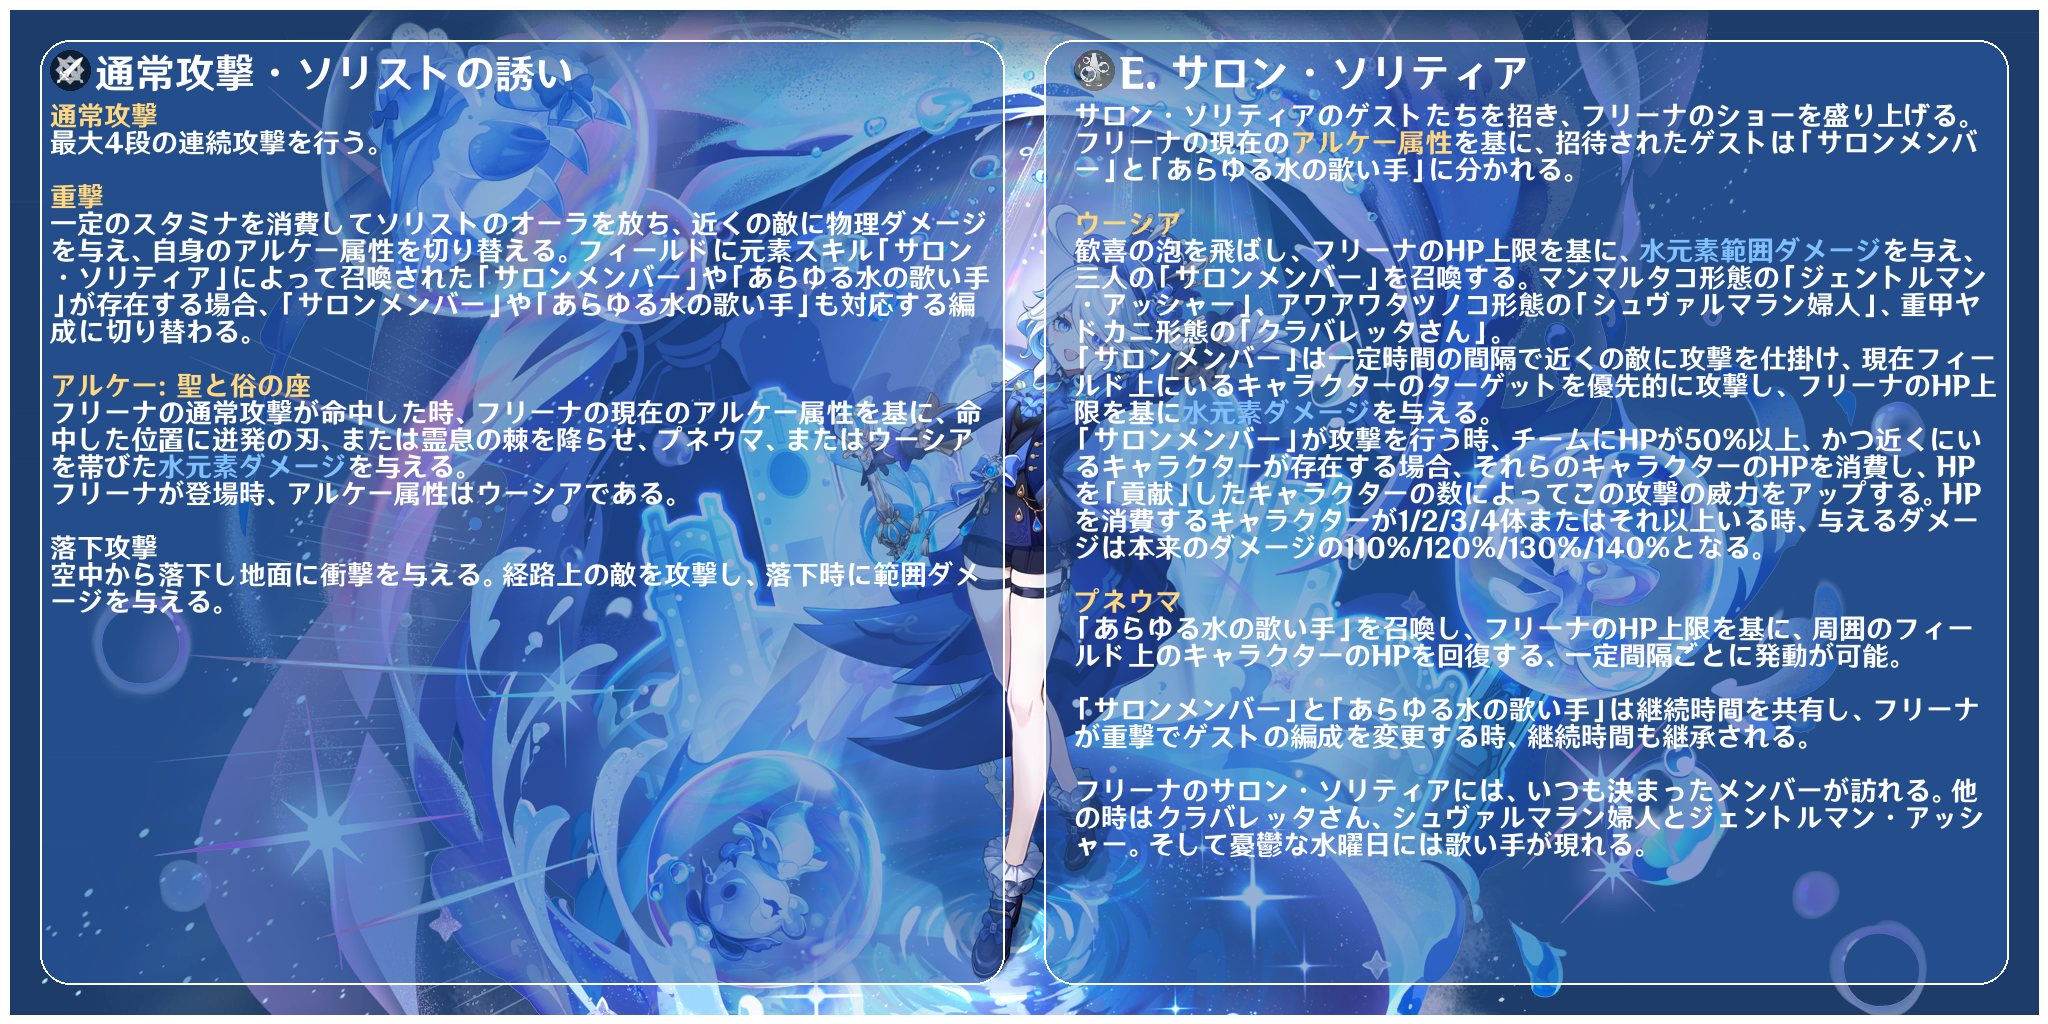 通常攻撃・ソリストの誘い
通常攻撃
最大4段の連続攻撃を行う。
重撃
一定のスタミナを消費してソリストのオーラを放ち、近くの敵に物理ダメージ
を与え、自身のアルケー属性を切り替える。フィールドに元素スキル「サロン
・ソリティア」によって召喚された「サロンメンバー」や「あらゆる水の歌い手
」が存在する場合、「サロンメンバー」や「あらゆる水の歌い手」も対応する編
成に切り替わる。
アルケー: 聖と俗の座
フリーナの通常攻撃が命中した時、フリーナの現在のアルケー属性を基に、命
中した位置に迸発の刃、または霊息の棘を降らせ、プネウマ、またはウーシア
を帯びた水元素ダメージを与える。
フリーナが登場時、アルケー属性はウーシアである。
落下攻撃
空中から落下し地面に衝撃を与える。経路上の敵を攻撃し、落下時に範囲ダメ
ージを与える。
E. サロン・ソリティア
サロン・ソリティアのゲストたちを招き、フリーナのショーを盛り上げる。
フリーナの現在のアルケー属性を基に、招待されたゲストは「サロンメンバ
ー」と「あらゆる水の歌い手」に分かれる。
ウーシア
歓喜の泡を飛ばし、フリーナのHP上限を基に、水元素範囲ダメージを与え、
三人の「サロンメンバー」を召喚する。マンマルタコ形態の「ジェントルマン
・アッシャー」、アワアワタツノコ形態の「シュヴァルマラン婦人」、重甲ヤ
ドカニ形態の「クラバレッタさん」。
「サロンメンバー」は一定時間の間隔で近くの敵に攻撃を仕掛け、現在フィー
ルド上にいるキャラクターのターゲットを優先的に攻撃し、フリーナのHP上
限を基に水元素ダメージを与える。
「サロンメンバー」が攻撃を行う時、チームにHPが50%以上、かつ近くにい
るキャラクターが存在する場合、それらのキャラクターのHPを消費し、HP
を「貢献」したキャラクターの数によってこの攻撃の威力をアップする。HP
を消費するキャラクターが1/2/3/4体またはそれ以上いる時、与えるダメー
ジは本来のダメージの110%/120%/130%/140%となる。
プネウマ
「あらゆる水の歌い手」を召喚し、フリーナのHP上限を基に、周囲のフィー
ルド上のキャラクターのHPを回復する、一定間隔ごとに発動が可能。
「サロンメンバー」と「あらゆる水の歌い手」は継続時間を共有し、フリーナ
が重撃でゲストの編成を変更する時、継続時間も継承される。
フリーナのサロン・ソリティアには、いつも決まったメンバーが訪れる。他
の時はクラバレッタさん、シュヴァルマラン婦人とジェントルマン・アッシ
ャー。そして憂鬱な水曜日には歌い手が現れる。